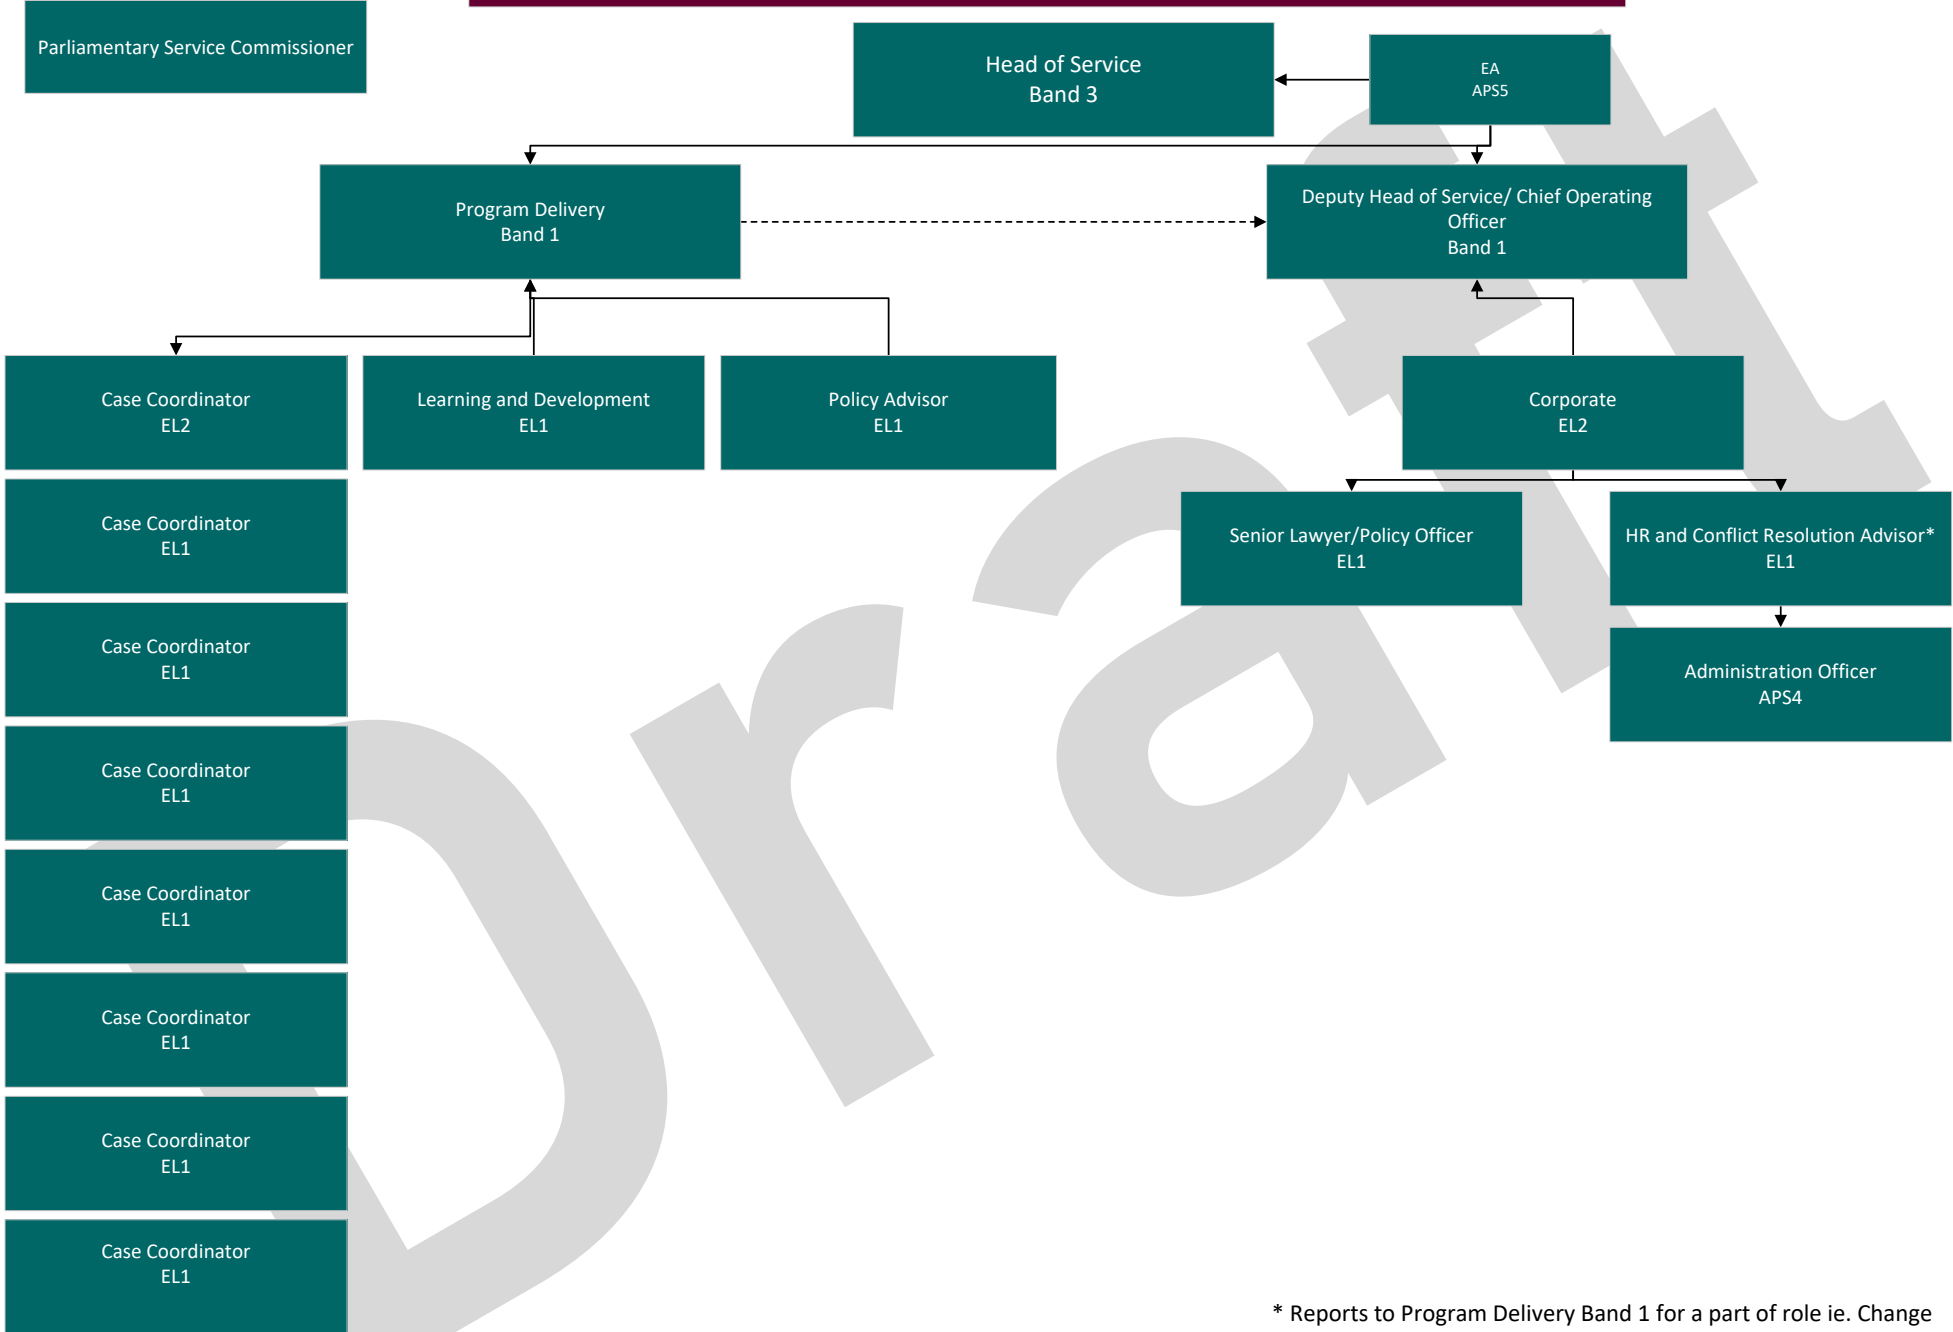 Parliamentary Service Commissioner
Head of Service
Band 3
EA
APS5
Program Delivery
Band 1
Deputy Head of Service/ Chief Operating
Officer
Band 1
Case Coordinator
EL2
Learning and Development
EL1
Policy Advisor
EL1
Corporate
EL2
Case Coordinator
EL1
Senior Lawyer/Policy Officer
EL1
HR and Conflict Resolution Advisor*
EL1
Case Coordinator
EL1
Administration Officer
APS4
Case Coordinator
EL1
Case Coordinator
EL1
Case Coordinator
EL1
Case Coordinator
EL1
Case Coordinator
EL1
* Reports to Program Delivery Band 1 for a part of role ie. Change
Draft